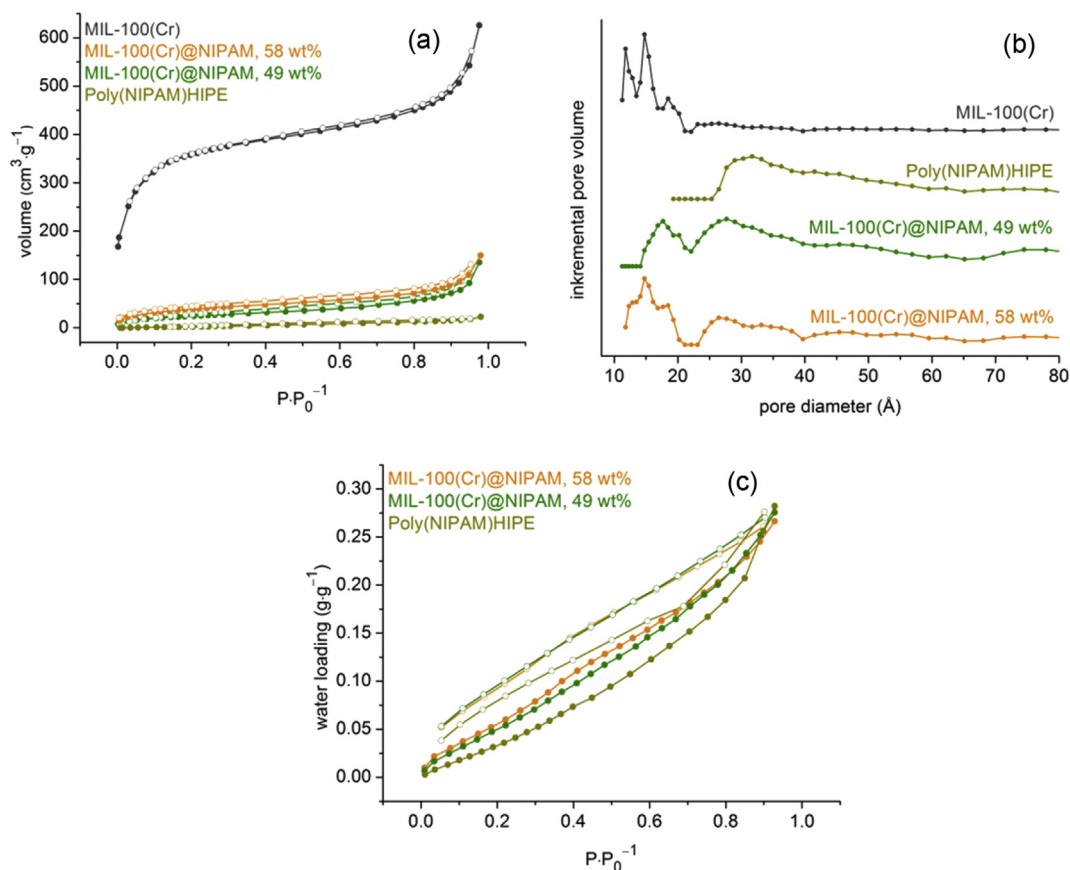 (a)
MIL-100(Cr)
MIL-100(Cr)@NIPAM, 58 wt%
MIL-100(Cr)@NIPAM, 49 wt%
Poly(NIPAM)HIPE
volume (cm³·g⁻¹)
600
500
400
300
200
100
0
0.0 0.2 0.4 0.6 0.8 1.0
P·P₀⁻¹
(b)
MIL-100(Cr)
Poly(NIPAM)HIPE
MIL-100(Cr)@NIPAM, 49 wt%
MIL-100(Cr)@NIPAM, 58 wt%
inkremental pore volume
10 20 30 40 50 60 70 80
pore diameter (Å)
(c)
MIL-100(Cr)@NIPAM, 58 wt%
MIL-100(Cr)@NIPAM, 49 wt%
Poly(NIPAM)HIPE
water loading (g·g⁻¹)
0.30
0.25
0.20
0.15
0.10
0.05
0.00
0.0 0.2 0.4 0.6 0.8 1.0
P·P₀⁻¹